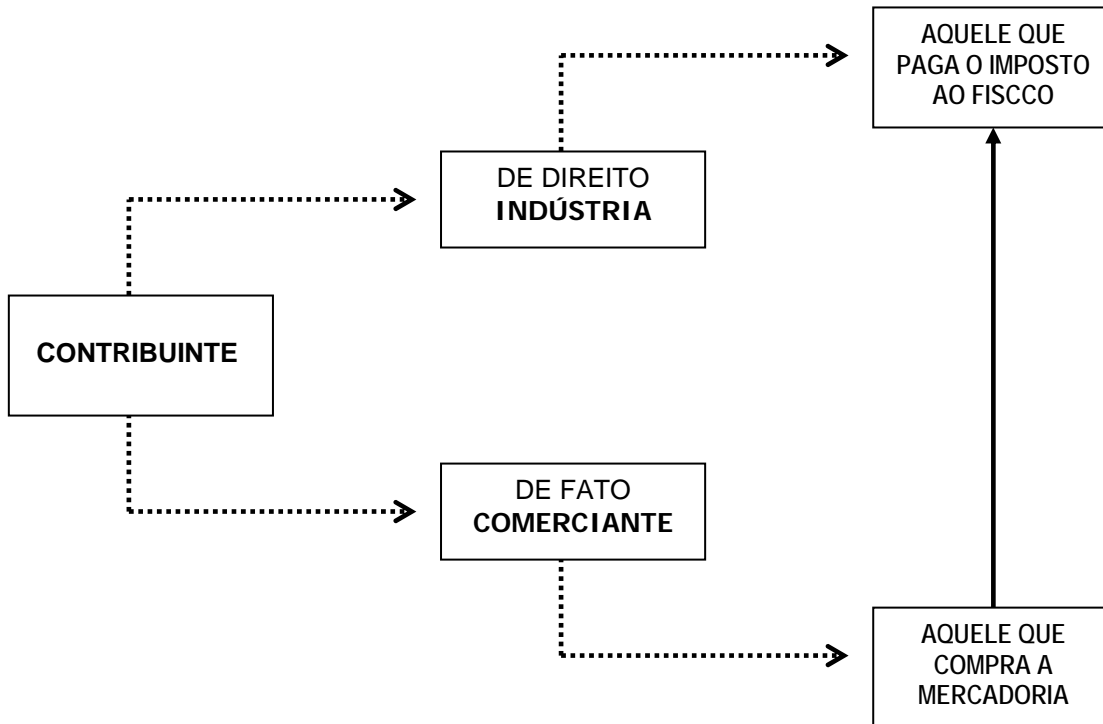 AQUELE QUE
PAGA O IMPOSTO
AO FISCCO
DE DIREITO
INDÚSTRIA
CONTRIBUINTE
DE FATO
COMERCIANTE
AQUELE QUE
COMPRA A
MERCADORIA